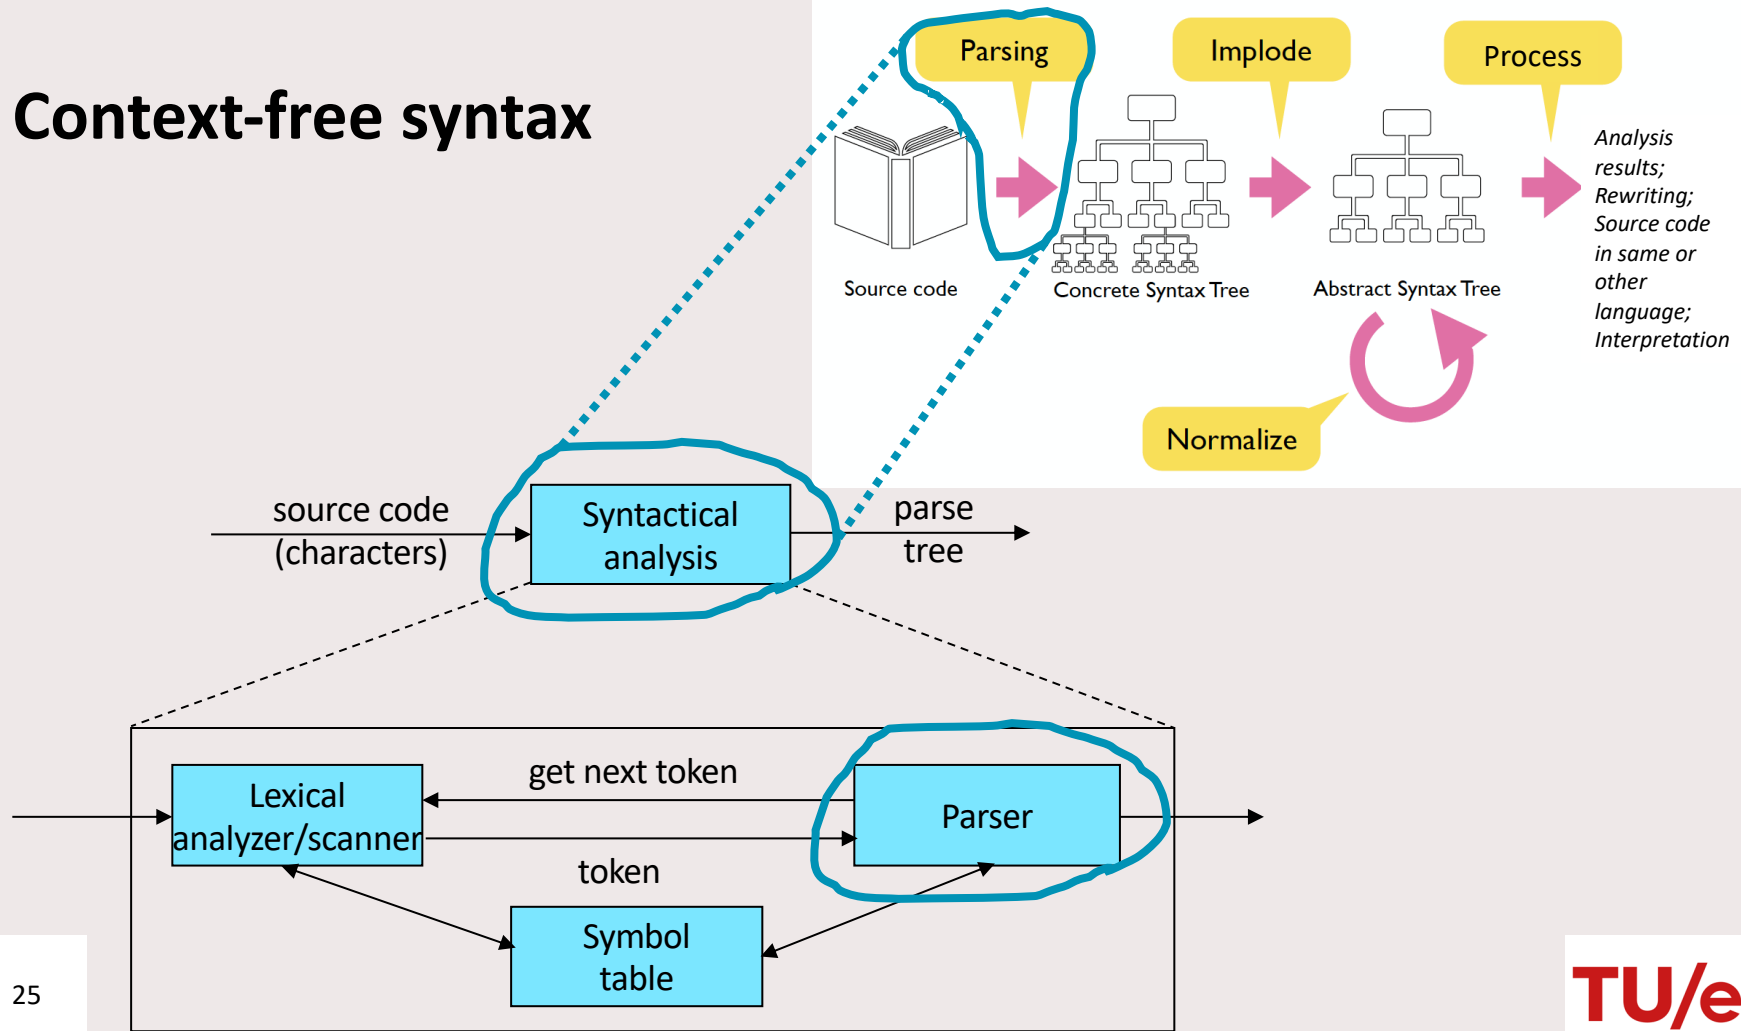 Context-free syntax
Parsing
Implode
Process
Source code
Concrete Syntax Tree
Abstract Syntax Tree
Analysis
results;
Rewriting;
Source code
in same or
other
language;
Interpretation
Normalize
source code
(characters)
Syntactical
analysis
parse
tree
Lexical
analyzer/scanner
get next token
token
Parser
Symbol
table
25
TU/e